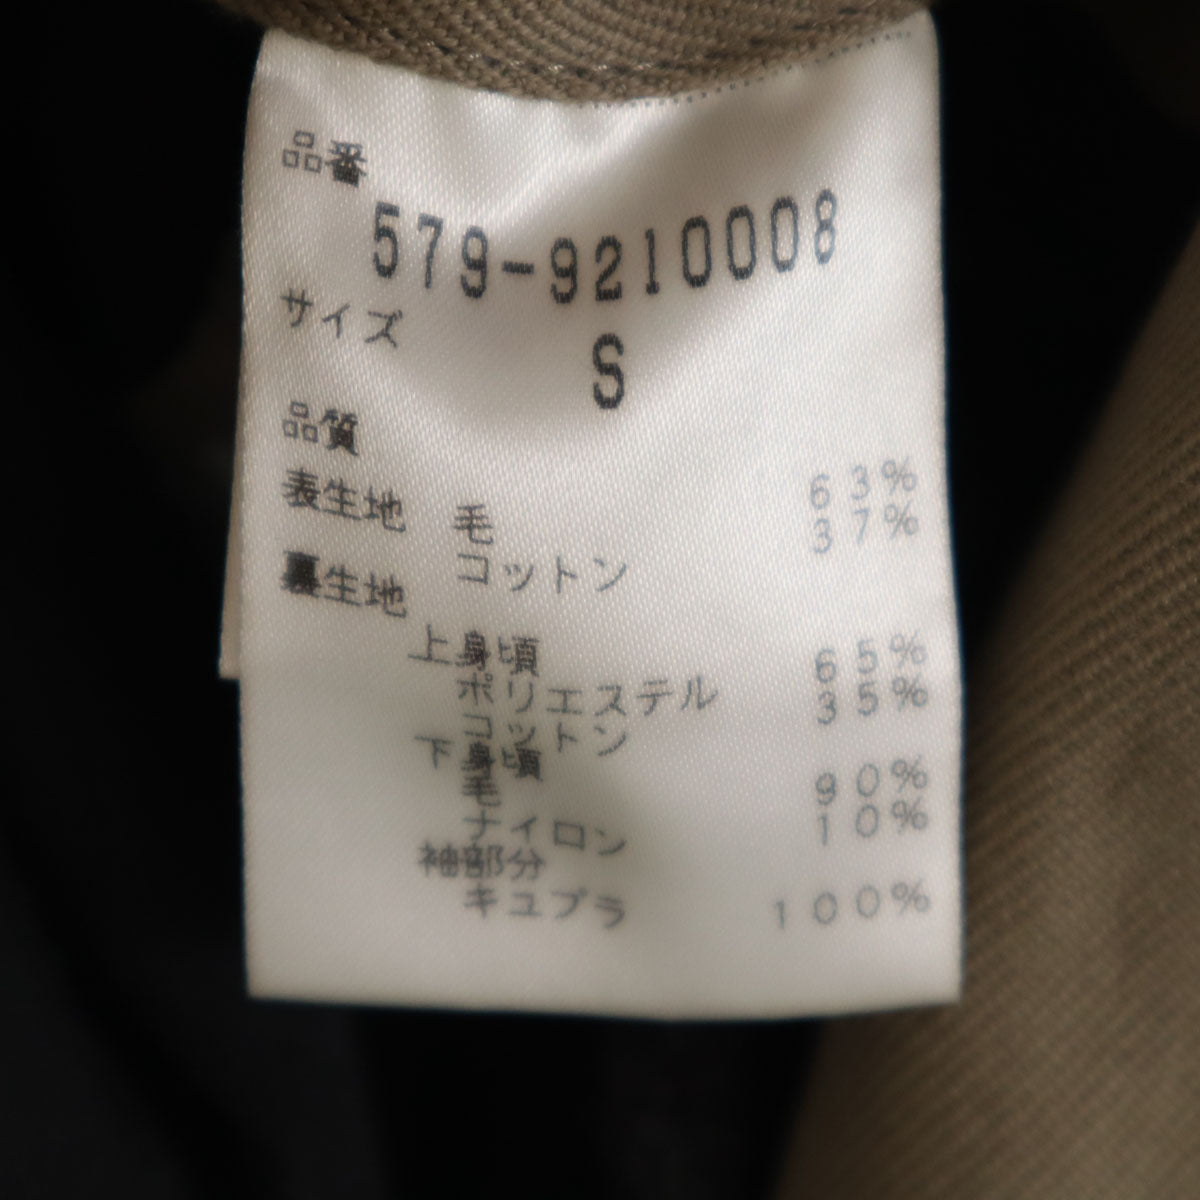 品番
579-9210008
サイズ
S
品質
表生地 毛 63%
コットン 37%
裏生地
上身頃
ポリエステル 65%
コットン 35%
下身頃
毛 90%
ナイロン 10%
袖部分
キュプラ 100%